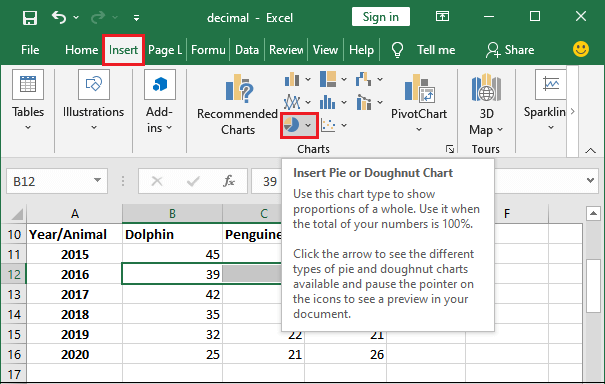 decimal - Excel
Sign in
File Home Insert Page L Formu Data Review View Tell me Share
Tables
Illustrations
Add-
ins
Recommended
Charts
PivotChart
3D
Map
Sparklin
Charts
Tours
B12
fx
39
Insert Pie or Doughnut Chart
Use this chart type to show
proportions of a whole. Use it when
the total of your numbers is 100%.
Click the arrow to see the different
types of pie and doughnut charts
available and pause the pointer on
the icons to see a preview in your
document.
A B C F
10 Year/Animal Dolphin Penguine
11 2015 45
12 2016 39
13 2017 42
14 2018 35
15 2019 32 22 21
16 2020 25 21 26
17